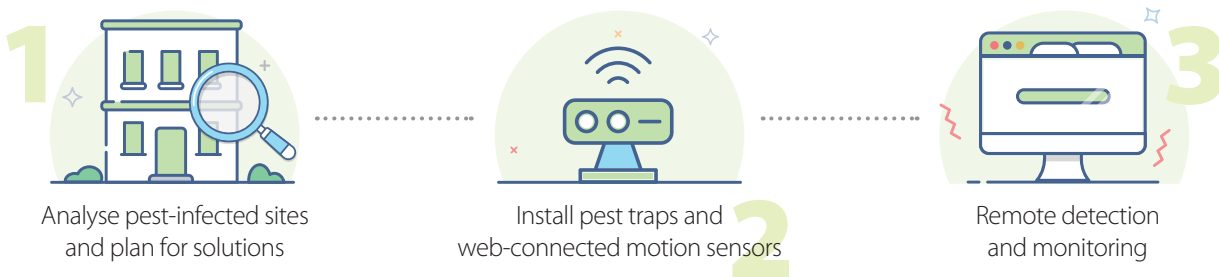 1
Analyse pest-infected sites
and plan for solutions
2
Install pest traps and
web-connected motion sensors
3
Remote detection
and monitoring